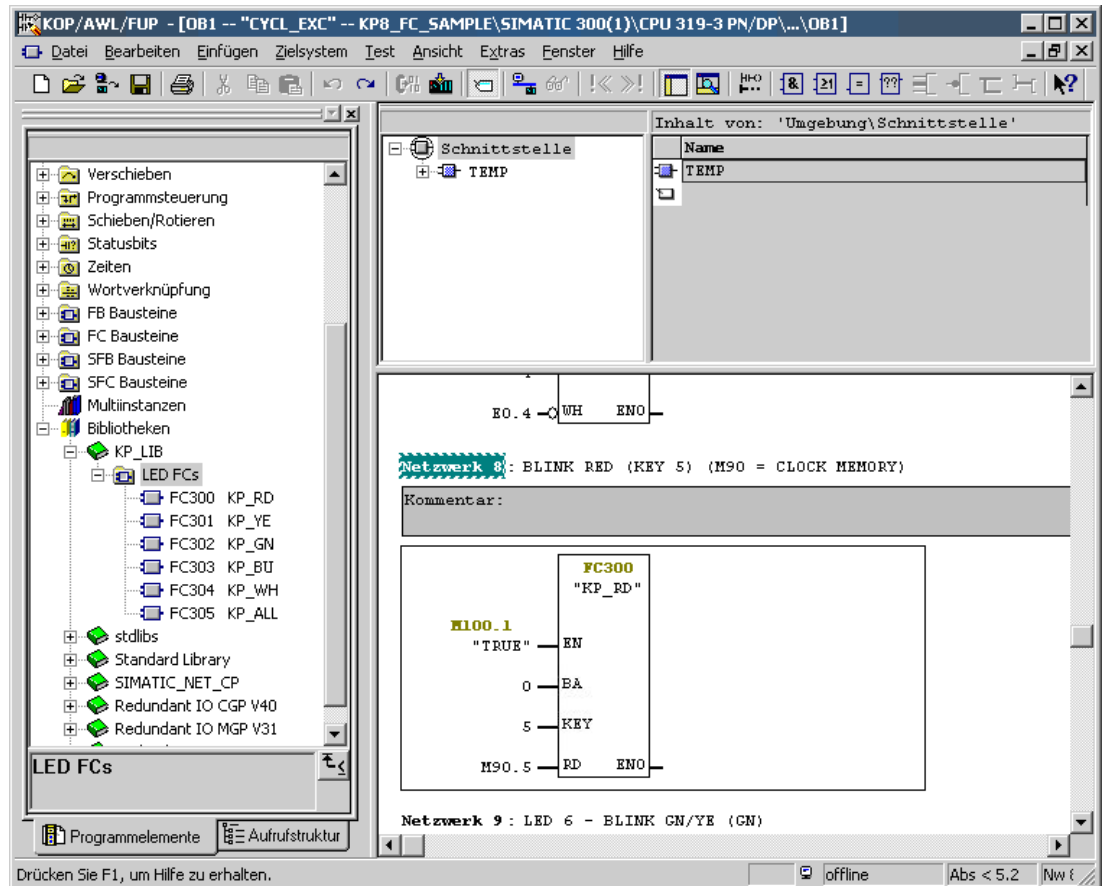 KOP/AWL/FUP - [OB1 -- "CYCL_EXC" -- KP8_FC_SAMPLE\SIMATIC 300(1)\CPU 319-3 PN/DP\...\OB1]
Datei Bearbeiten Einfügen Zielsystem Test Ansicht Extras Fenster Hilfe
Verschieben
Programmsteuerung
Schieben/Rotieren
Statusbits
Zeiten
Wortverknüpfung
FB Bausteine
FC Bausteine
SFB Bausteine
SFC Bausteine
Multiinstanzen
Bibliotheken
KP_LIB
LED FCs
FC300 KP_RD
FC301 KP_YE
FC302 KP_GN
FC303 KP_BU
FC304 KP_WH
FC305 KP_ALL
stdlibs
Standard Library
SIMATIC_NET_CP
Redundant IO CGP V40
Redundant IO MGP V31
LED FCs
Programmelemente Aufrufstruktur
Schnittstelle
TEMP
Inhalt von: 'Umgebung\Schnittstelle'
Name
TEMP
E0.4 WH ENO
Netzwerk 8: BLINK RED (KEY 5) (M90 = CLOCK MEMORY)
Kommentar:
FC300
"KP_RD"
M100.1
"TRUE" EN
0 BA
5 KEY
M90.5 RD ENO
Netzwerk 9: LED 6 - BLINK GN/YE (GN)
Drücken Sie F1, um Hilfe zu erhalten. offline Abs < 5.2 Nw